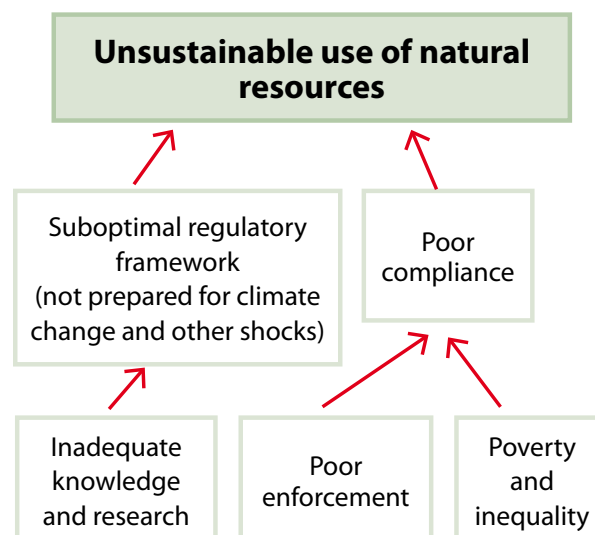 Unsustainable use of natural
resources
Suboptimal regulatory
framework
(not prepared for climate
change and other shocks)
Poor
compliance
Inadequate
knowledge
and research
Poor
enforcement
Poverty
and
inequality